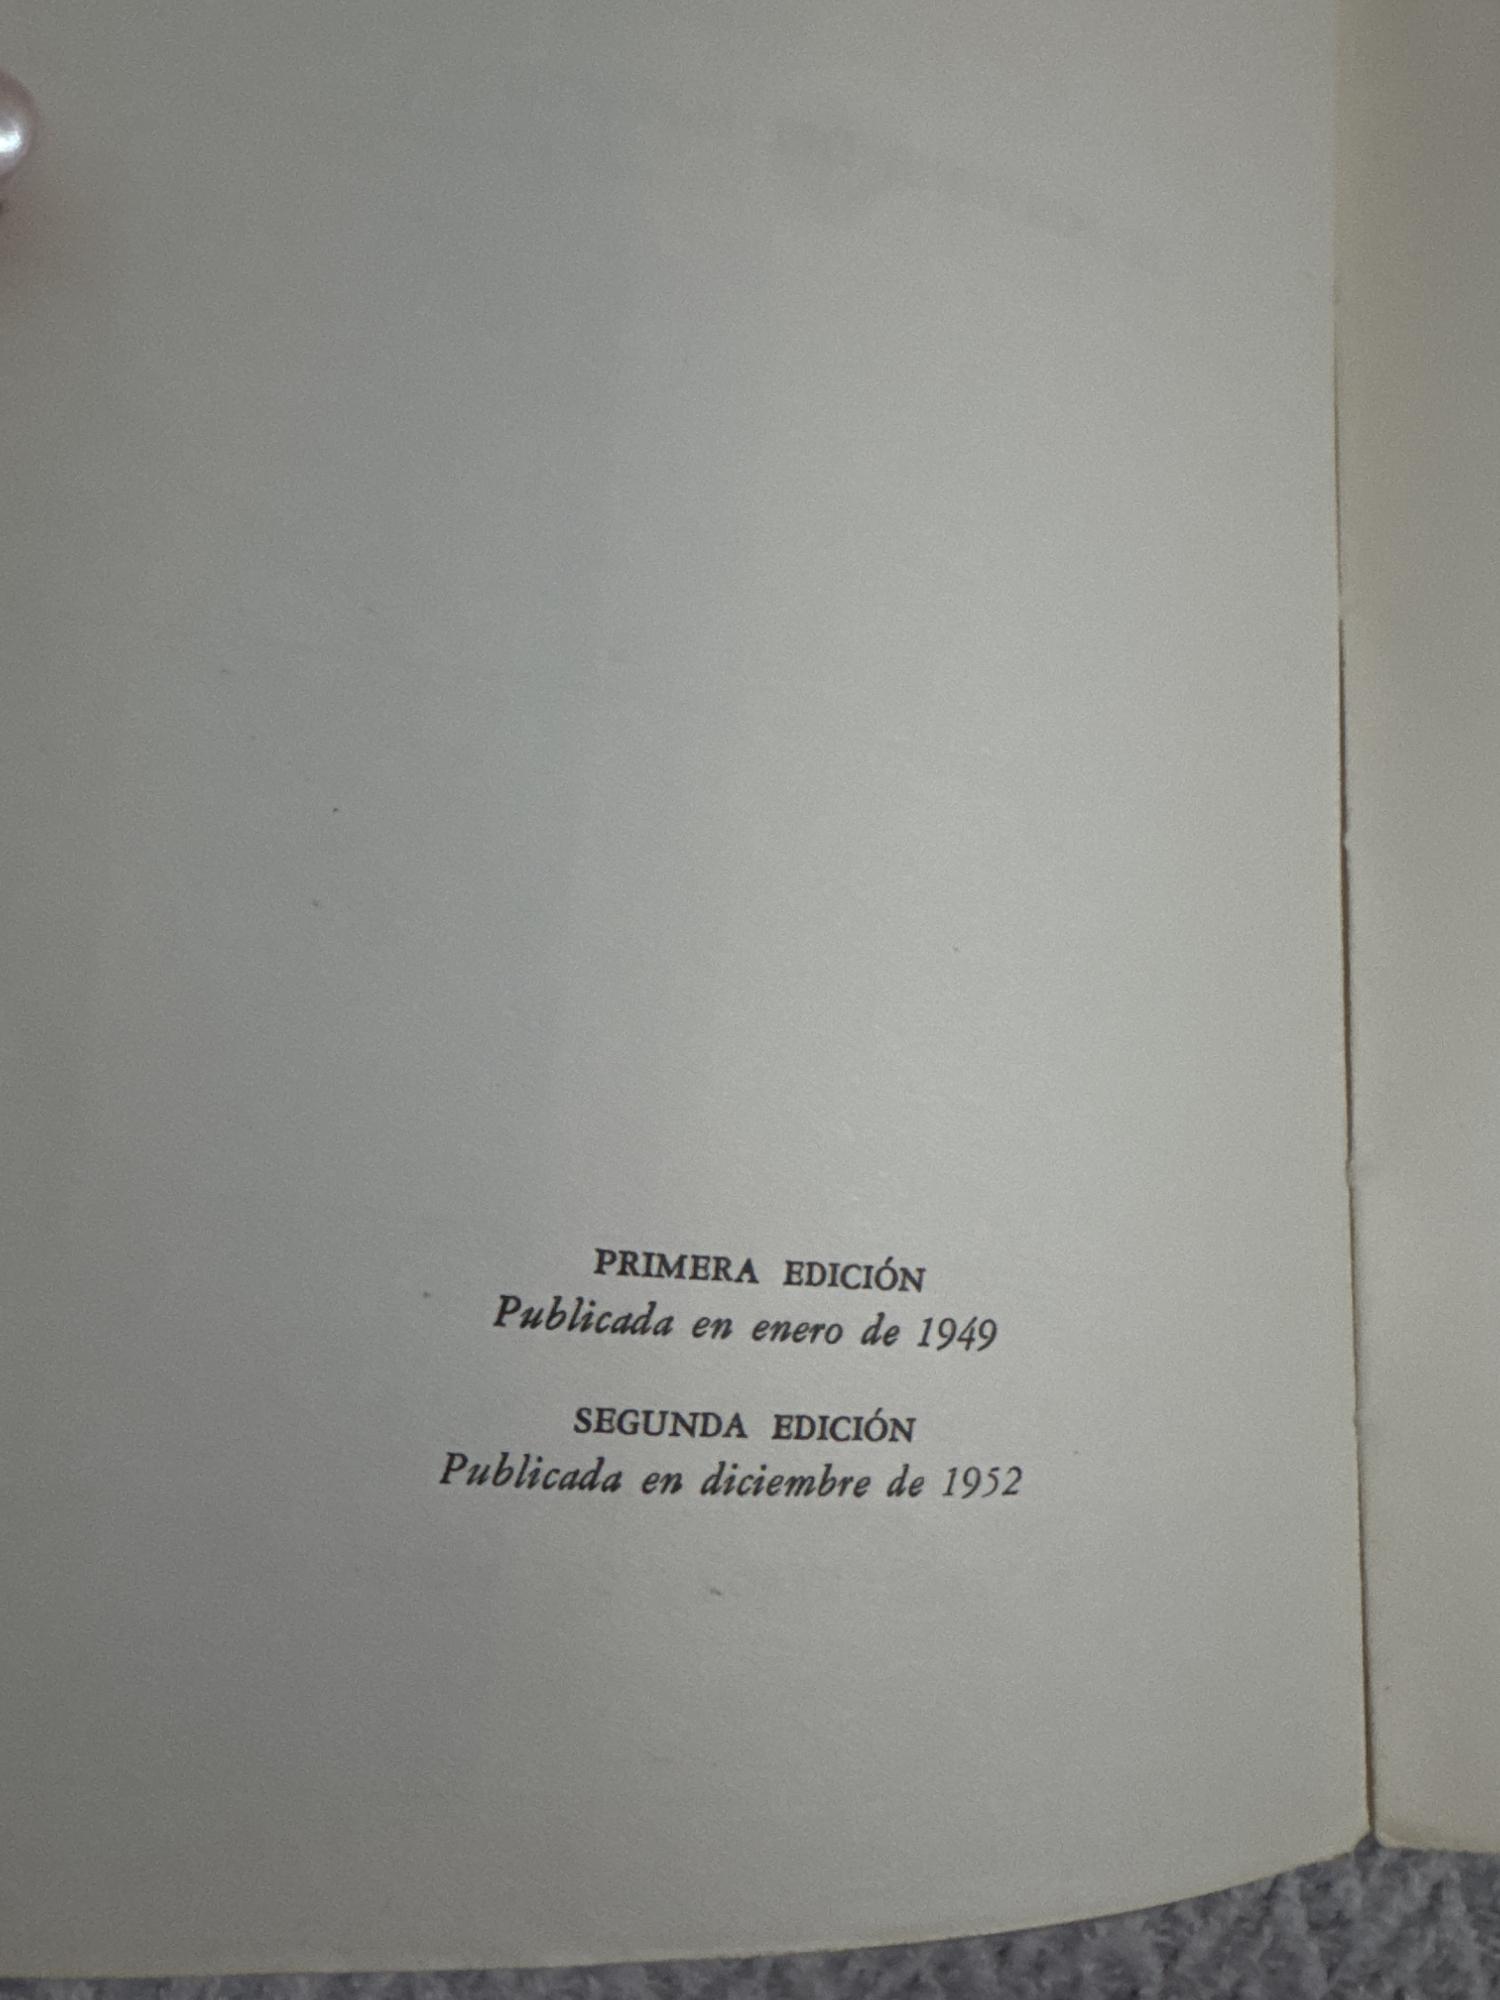 PRIMERA EDICIÓN
Publicada en enero de 1949
SEGUNDA EDICIÓN
Publicada en diciembre de 1952